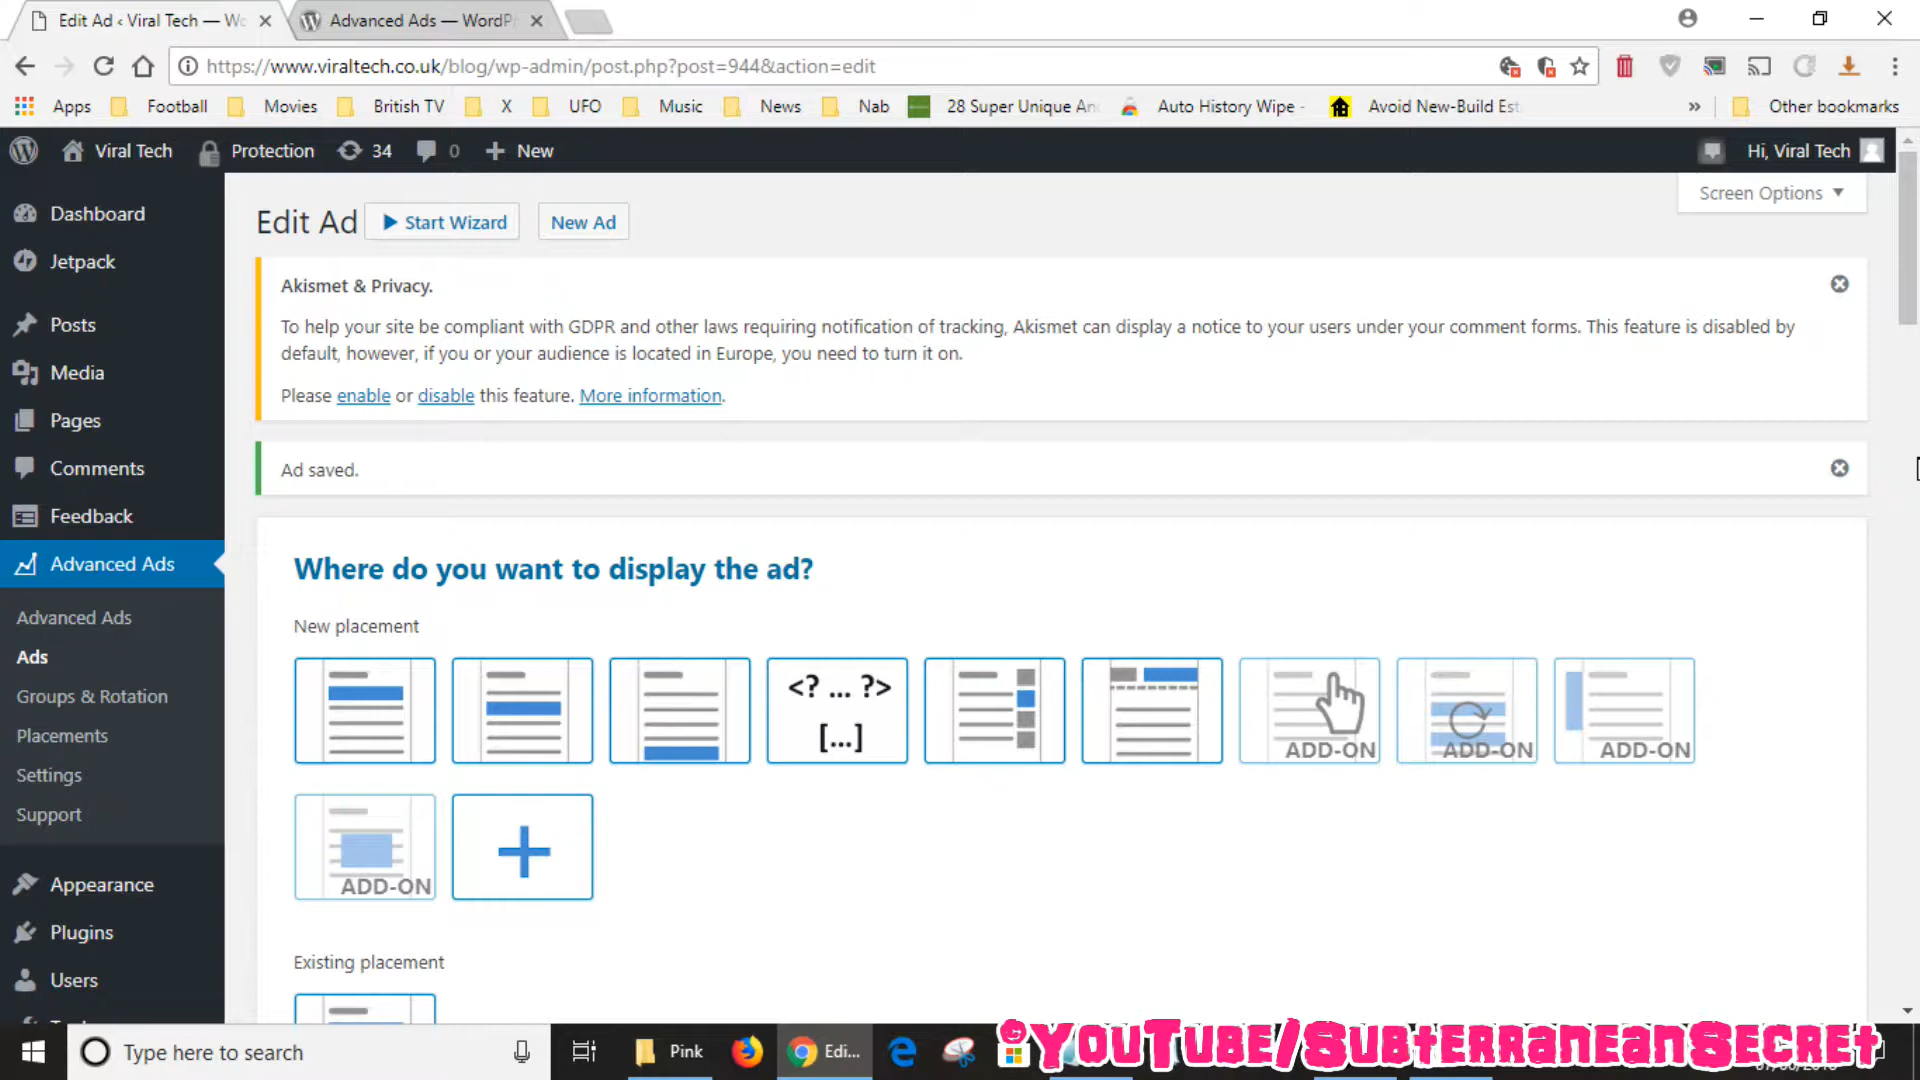 Edit Ad ‹ Viral Tech — Wo
Advanced Ads — WordPr
https://www.viraltech.co.uk/blog/wp-admin/post.php?post=944&action=edit
Apps Football Movies British TV X UFO Music News Nab 28 Super Unique An Auto History Wipe - Avoid New-Build Est » Other bookmarks
Viral Tech Protection 34 0 New Hi, Viral Tech
Screen Options
Dashboard
Jetpack
Posts
Media
Pages
Comments
Feedback
Advanced Ads
Advanced Ads
Ads
Groups & Rotation
Placements
Settings
Support
Appearance
Plugins
Users
Edit Ad Start Wizard New Ad
Akismet & Privacy.
To help your site be compliant with GDPR and other laws requiring notification of tracking, Akismet can display a notice to your users under your comment forms. This feature is disabled by
default, however, if you or your audience is located in Europe, you need to turn it on.
Please enable or disable this feature. More information.
Ad saved.
Where do you want to display the ad?
New placement
<? ... ?>
[...]
ADD-ON ADD-ON ADD-ON
ADD-ON
Existing placement
Type here to search Pink Edi...
YouTube/SubterraneanSecret